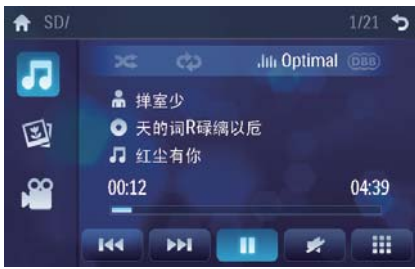 SD/ 1/21
Optimal DBB
掸室少
天的词R碌缡以卮
红尘有你
00:12 04:39